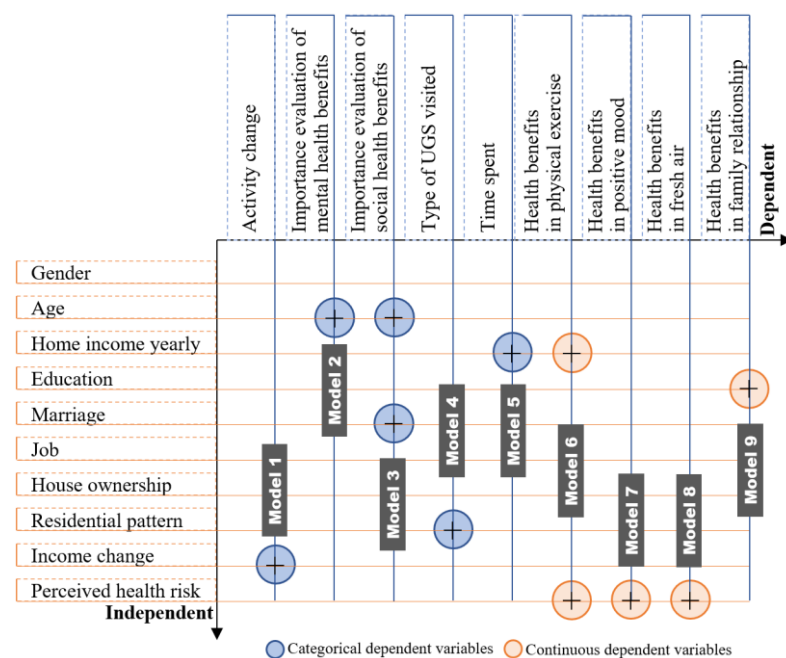 Activity change
Importance evaluation of
mental health benefits
Importance evaluation of
social health benefits
Type of UGS visited
Time spent
Health benefits
in physical exercise
Health benefits
in positive mood
Health benefits
in fresh air
Health benefits
in family relationship
Dependent
Gender
Age
Home income yearly
Education
Marriage
Job
House ownership
Residential pattern
Income change
Perceived health risk
Independent
Model 1
Model 2
Model 3
Model 4
Model 5
Model 6
Model 7
Model 8
Model 9
Categorical dependent variables
Continuous dependent variables